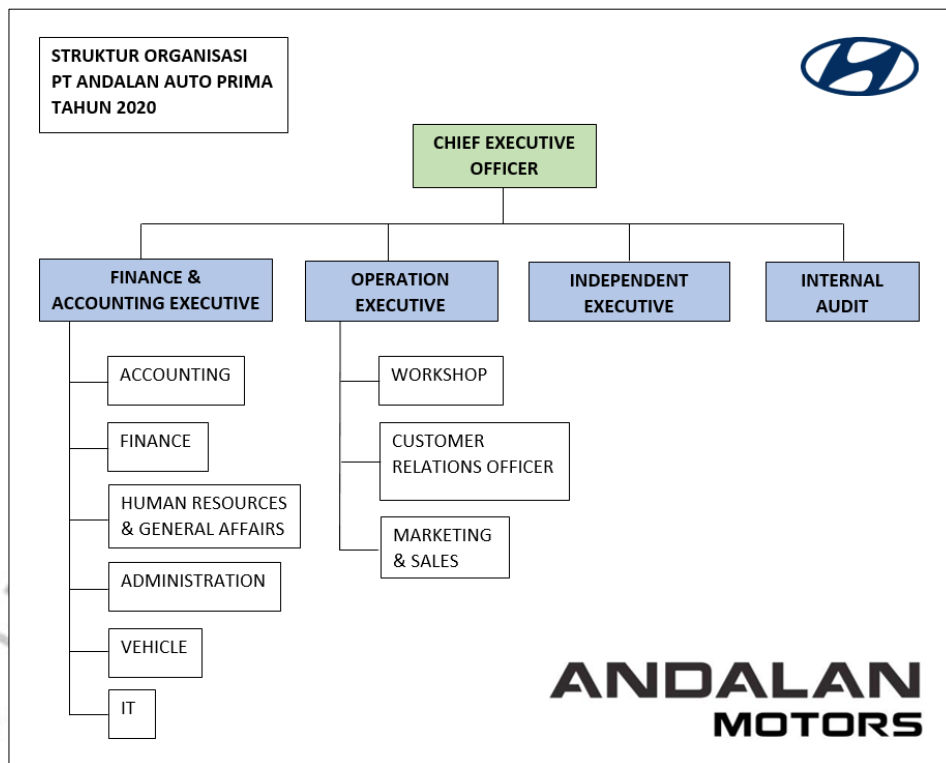 STRUKTUR ORGANISASI
PT ANDALAN AUTO PRIMA
TAHUN 2020
CHIEF EXECUTIVE
OFFICER
FINANCE &
ACCOUNTING EXECUTIVE
OPERATION
EXECUTIVE
INDEPENDENT
EXECUTIVE
INTERNAL
AUDIT
ACCOUNTING
FINANCE
HUMAN RESOURCES
& GENERAL AFFAIRS
ADMINISTRATION
VEHICLE
IT
WORKSHOP
CUSTOMER
RELATIONS OFFICER
MARKETING
& SALES
ANDALAN
MOTORS